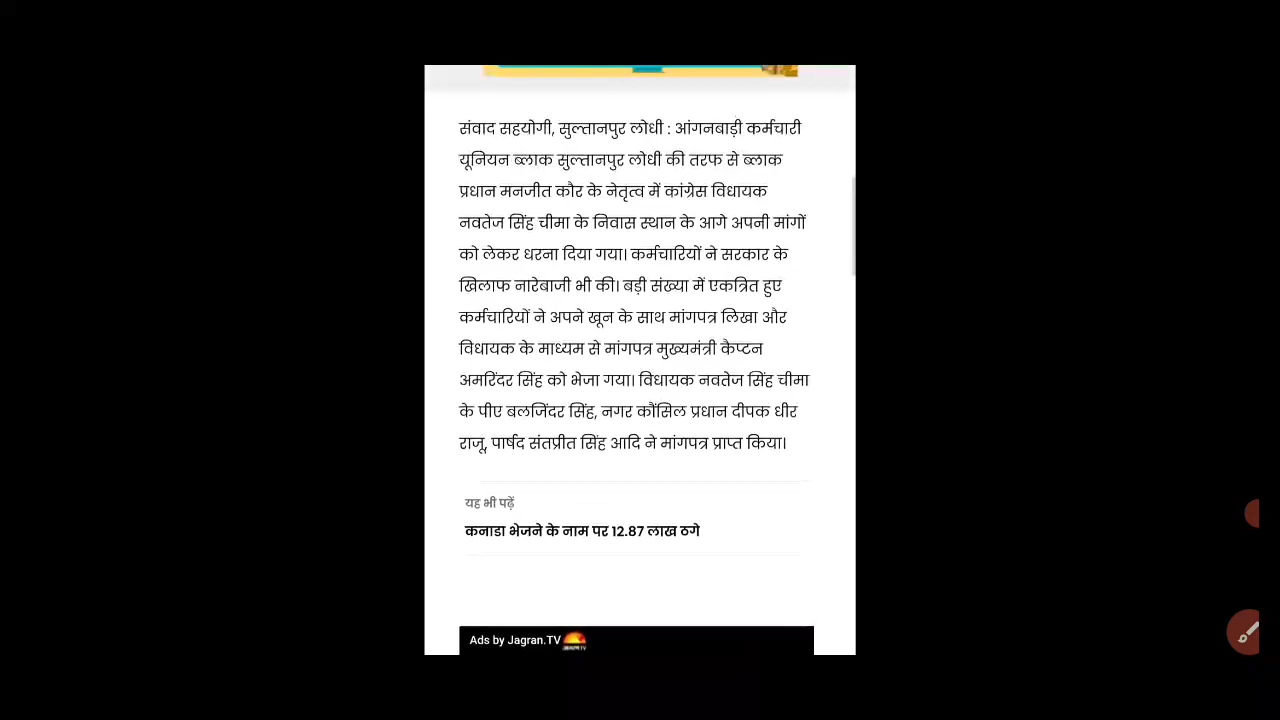 संवाद सहयोगी, सुल्तानपुर लोधी : आंगनबाड़ी कर्मचारी
यूनियन ब्लाक सुल्तानपुर लोधी की तरफ से ब्लाक
प्रधान मनजीत कौर के नेतृत्व में कांग्रेस विधायक
नवतेज सिंह चीमा के निवास स्थान के आगे अपनी मांगों
को लेकर धरना दिया गया। कर्मचारियों ने सरकार के
खिलाफ नारेबाजी भी की। बड़ी संख्या में एकत्रित हुए
कर्मचारियों ने अपने खून के साथ मांगपत्र लिखा और
विधायक के माध्यम से मांगपत्र मुख्यमंत्री कैप्टन
अमरिंदर सिंह को भेजा गया। विधायक नवतेज सिंह चीमा
के पीए बलजिंदर सिंह, नगर कौंसिल प्रधान दीपक धीर
राजू, पार्षद संतप्रीत सिंह आदि ने मांगपत्र प्राप्त किया।
यह भी पढ़ें
कनाडा भेजने के नाम पर 12.87 लाख ठगे
Ads by Jagran.TV